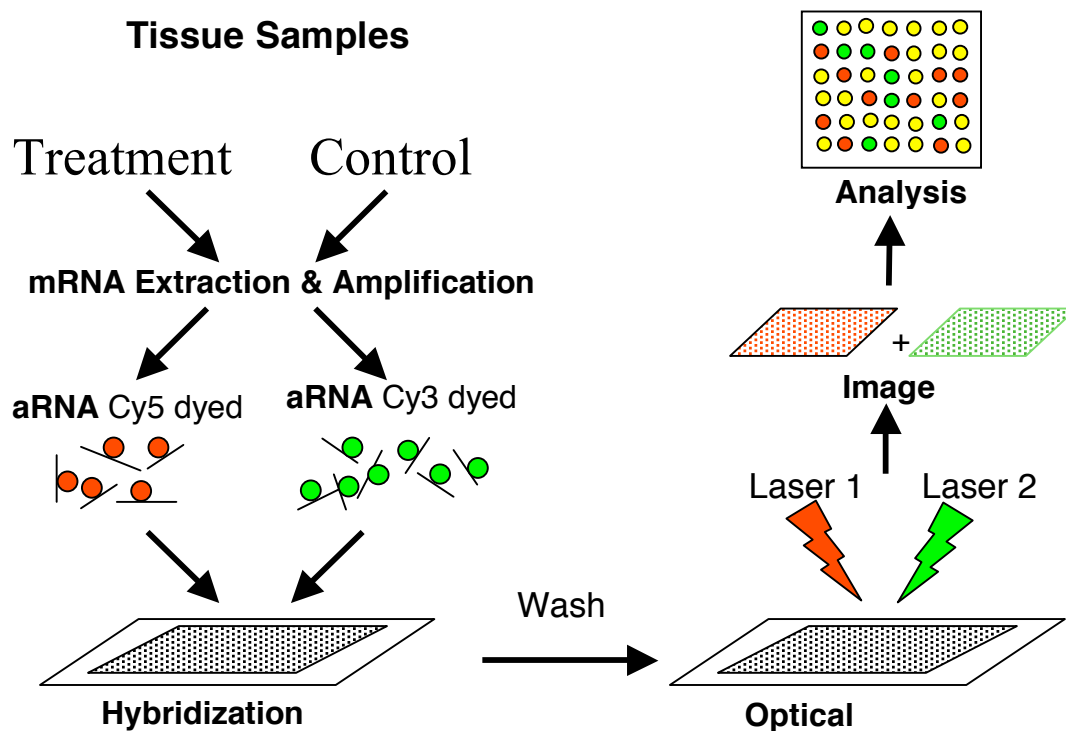 Tissue Samples
Treatment
Control
mRNA Extraction & Amplification
aRNA Cy5 dyed
aRNA Cy3 dyed
Hybridization
Wash
Optical
Laser 1
Laser 2
Image
+
Analysis